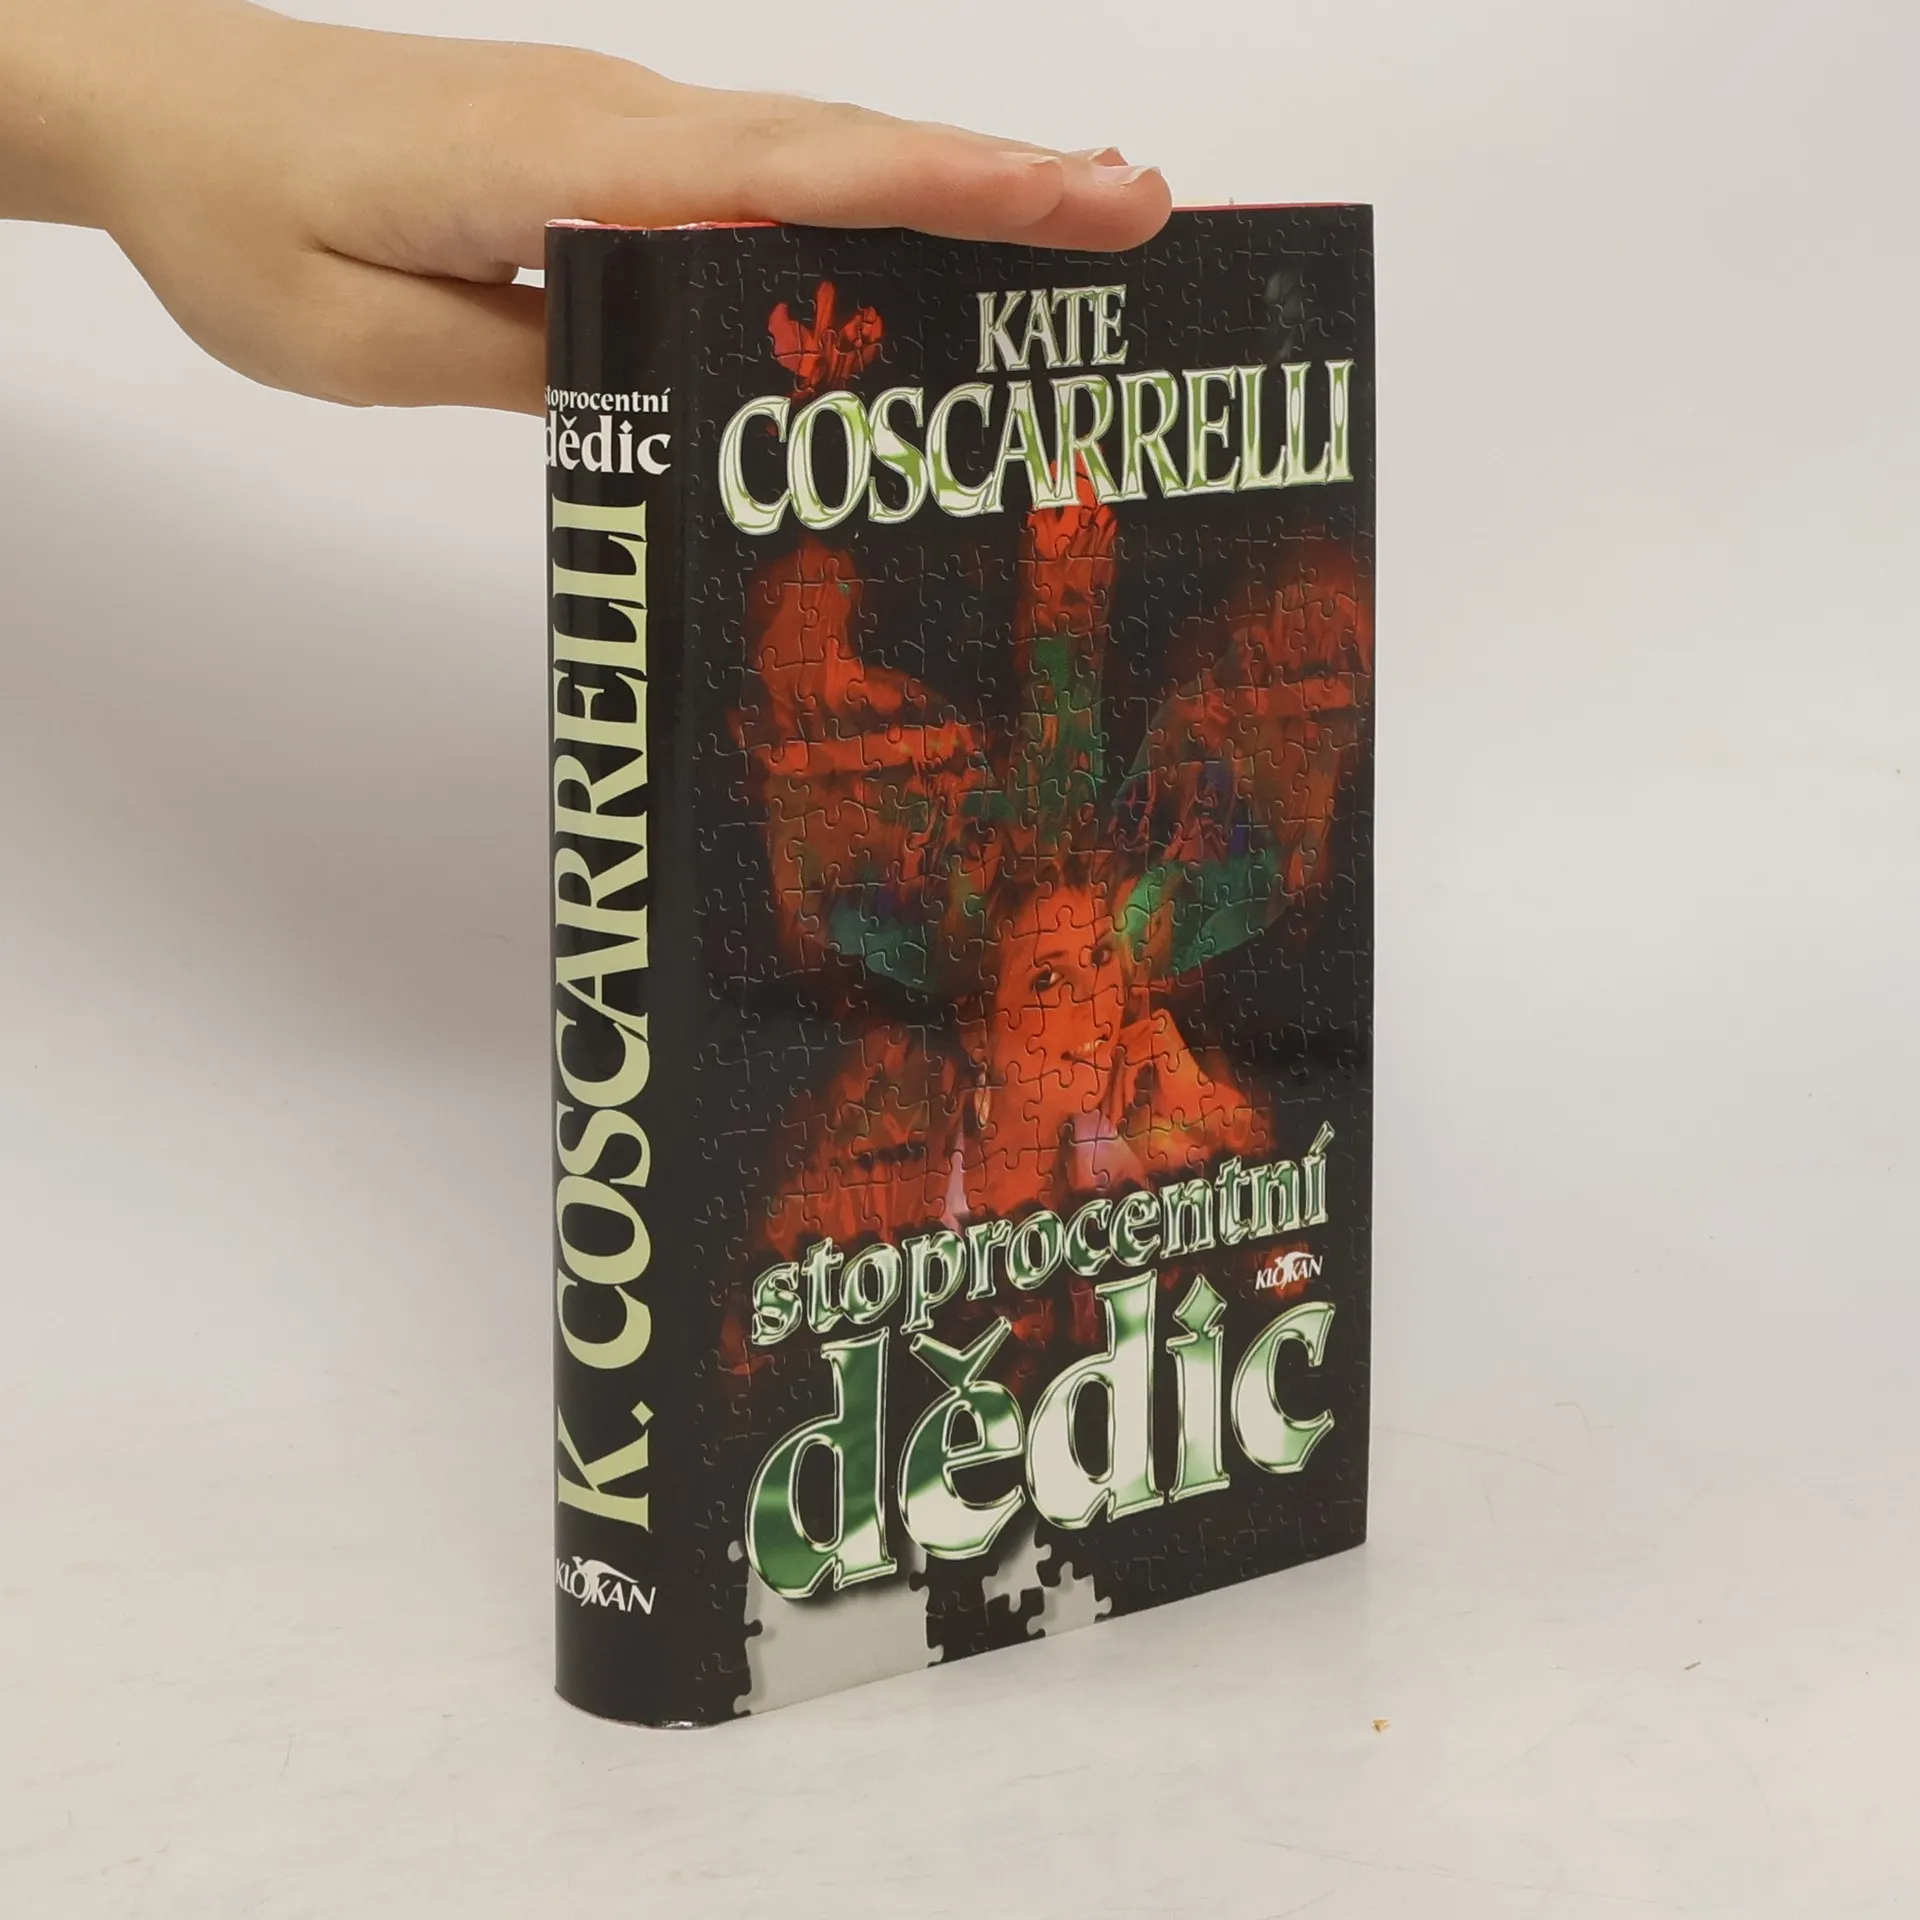 KATE
COSCARRELLI
stoprocentní
dědic
KLOKAN
stoprocentní
dědic
K. COSCARRELLI
KLOKAN